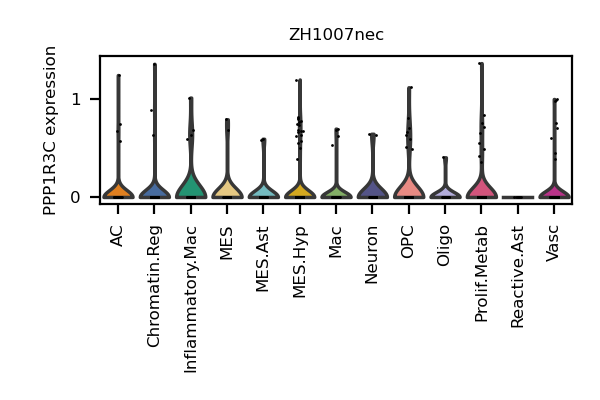 ZH1007nec
PPP1R3C expression
1
0
AC
Chromatin.Reg
Inflammatory.Mac
MES
MES.Ast
MES.Hyp
Mac
Neuron
OPC
Oligo
Prolif.Metab
Reactive.Ast
Vasc